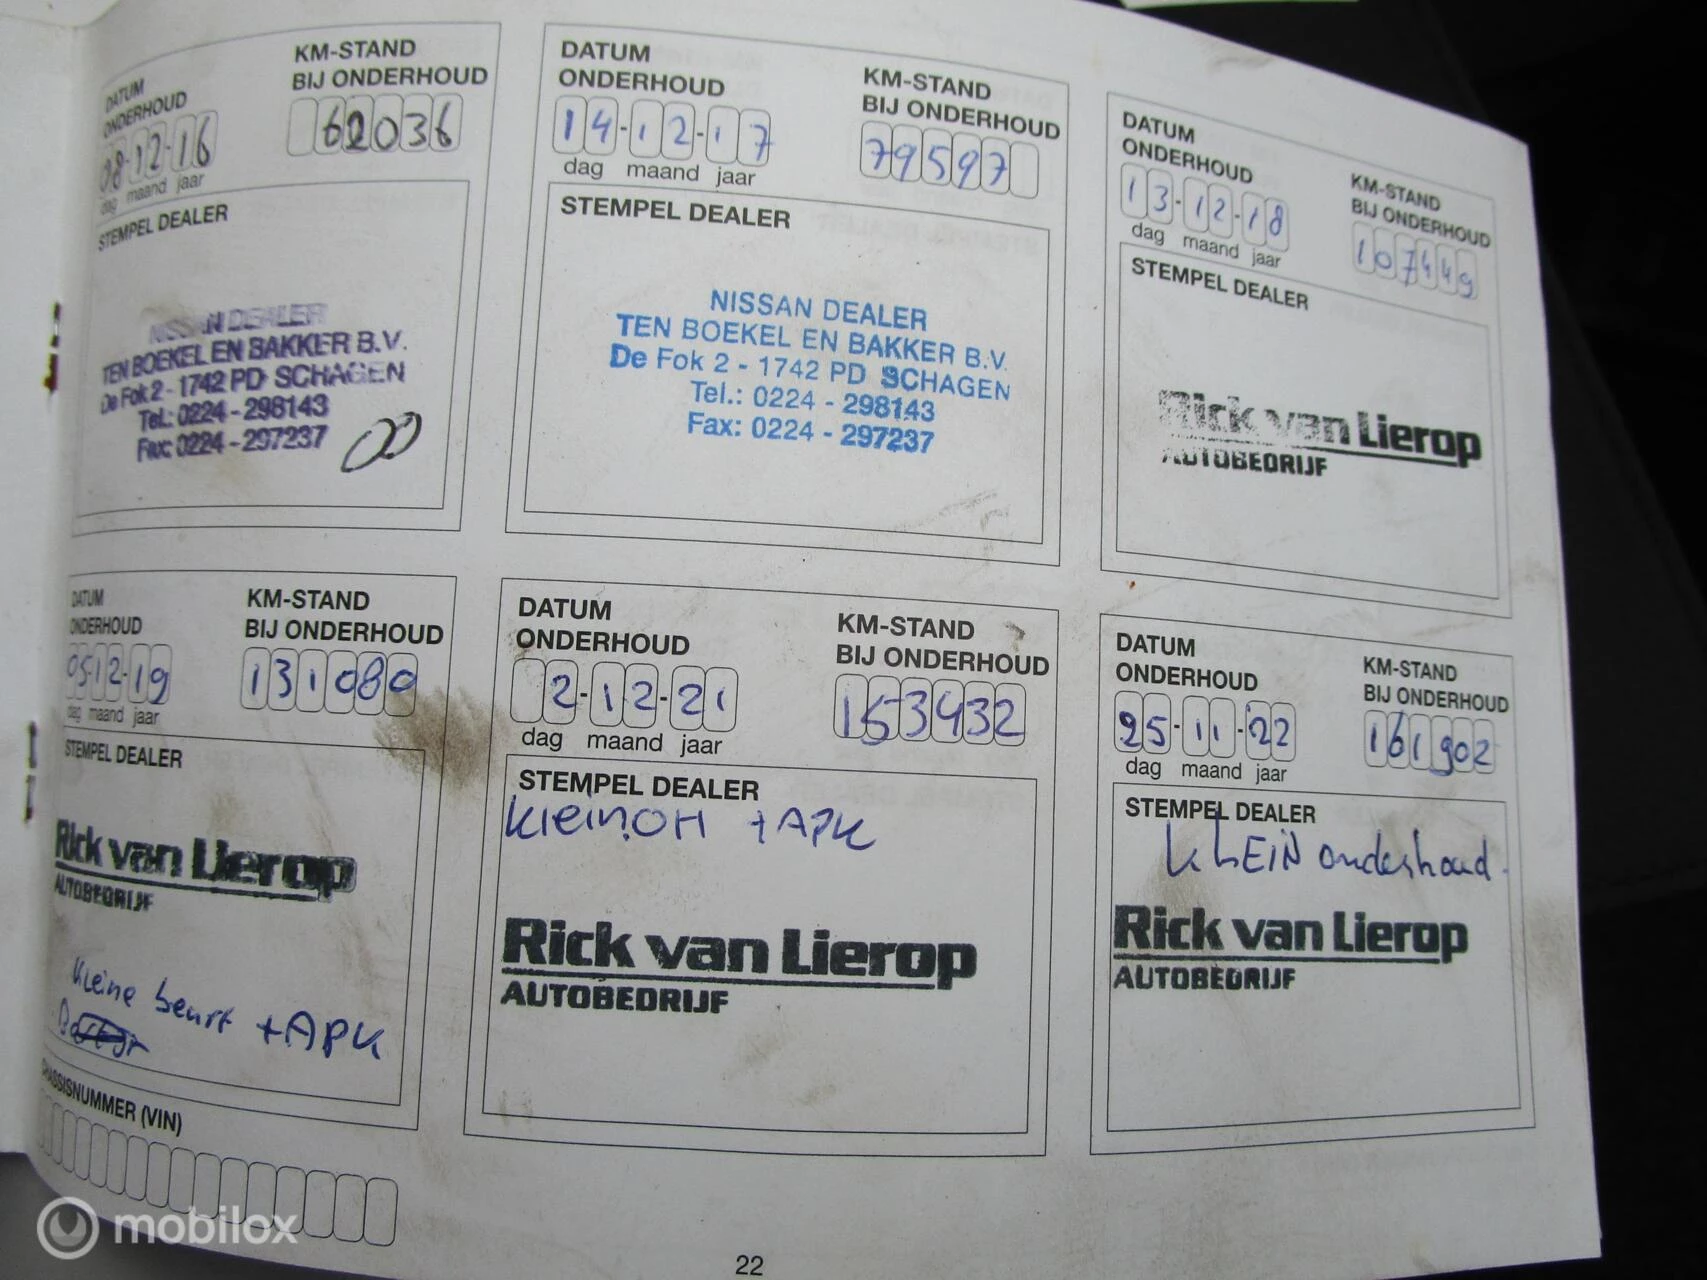 DATUM
ONDERHOUD
KM-STAND
BIJ ONDERHOUD
08-12-16
62036
dag maand jaar
STEMPEL DEALER
NISSAN DEALER
TEN BOEKEL EN BAKKER B.V.
De Fok 2 - 1742 PD SCHAGEN
Tel.: 0224 - 298143
Fax: 0224 - 297237
DATUM
ONDERHOUD
KM-STAND
BIJ ONDERHOUD
14-12-17
79597
dag maand jaar
STEMPEL DEALER
NISSAN DEALER
TEN BOEKEL EN BAKKER B.V.
De Fok 2 - 1742 PD SCHAGEN
Tel.: 0224 - 298143
Fax: 0224 - 297237
DATUM
ONDERHOUD
KM-STAND
BIJ ONDERHOUD
13-12-18
107449
dag maand jaar
STEMPEL DEALER
Rick van Lierop
AUTOBEDRIJF
DATUM
ONDERHOUD
KM-STAND
BIJ ONDERHOUD
05-12-19
131080
dag maand jaar
STEMPEL DEALER
Rick van Lierop
AUTOBEDRIJF
Kleine beurt + APK
CHASSISNUMMER (VIN)
DATUM
ONDERHOUD
KM-STAND
BIJ ONDERHOUD
2-12-21
153432
dag maand jaar
STEMPEL DEALER
Klein.OH + APK
Rick van Lierop
AUTOBEDRIJF
DATUM
ONDERHOUD
KM-STAND
BIJ ONDERHOUD
25-11-22
161902
dag maand jaar
STEMPEL DEALER
KLEIN onderhoud.
Rick van Lierop
AUTOBEDRIJF
22
mobilox